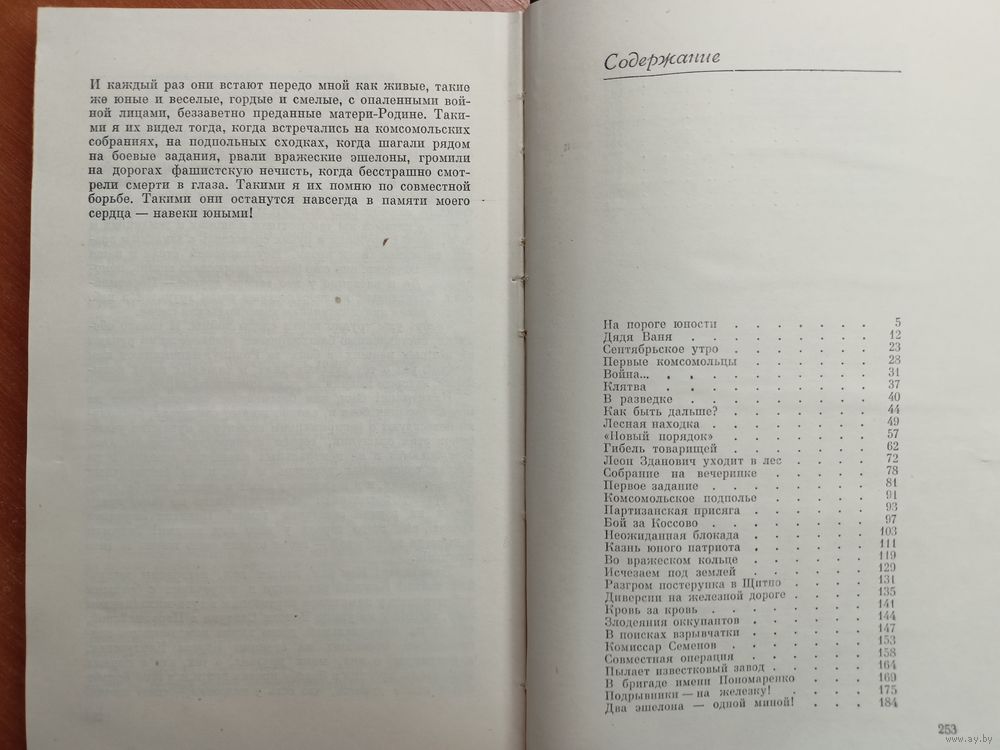 И каждый раз они встают передо мной как живые, такие
же юные и веселые, гордые и смелые, с опаленными вой-
ной лицами, беззаветно преданные матери-Родине. Таки-
ми я их видел тогда, когда встречались на комсомольских
собраниях, на подпольных сходках, когда шагали рядом
на боевые задания, рвали вражеские эшелоны, громили
на дорогах фашистскую нечисть, когда бесстрашно смот-
рели смерти в глаза. Такими я их помню по совместной
борьбе. Такими они останутся навсегда в памяти моего
сердца — навеки юными!
Содержание
На пороге юности . . . . . . . 5
Дядя Ваня . . . . . . . . 12
Сентябрьское утро . . . . . . . 23
Первые комсомольцы . . . . . . 28
Война... . . . . . . . . . 31
Клятва . . . . . . . . . 37
В разведке . . . . . . . . 40
Как быть дальше? . . . . . . . 44
Лесная находка . . . . . . . 49
«Новый порядок» . . . . . . . 57
Гибель товарищей . . . . . . . 62
Леон Зданович уходит в лес . . . . 72
Собрание на вечеринке . . . . . 78
Первое задание . . . . . . . 81
Комсомольское подполье . . . . . 91
Партизанская присяга . . . . . . 93
Бой за Коссово . . . . . . . 97
Неожиданная блокада . . . . . . 103
Казнь юного патриота . . . . . . 111
Во вражеском кольце . . . . . . 119
Исчезаем под землей . . . . . . 129
Разгром постерунка в Щитно . . . . 131
Диверсии на железной дороге . . . . 135
Кровь за кровь . . . . . . . 141
Злодеяния оккупантов . . . . . . 144
В поисках взрывчатки . . . . . . 147
Комиссар Семенов . . . . . . . 153
Совместная операция . . . . . . 158
Пылает известковый завод . . . . . 164
В бригаде имени Пономаренко . . . . 169
Подрывники — на железку! . . . . 175
Два эшелона — одной миной! . . . 184
253
www.ay.by